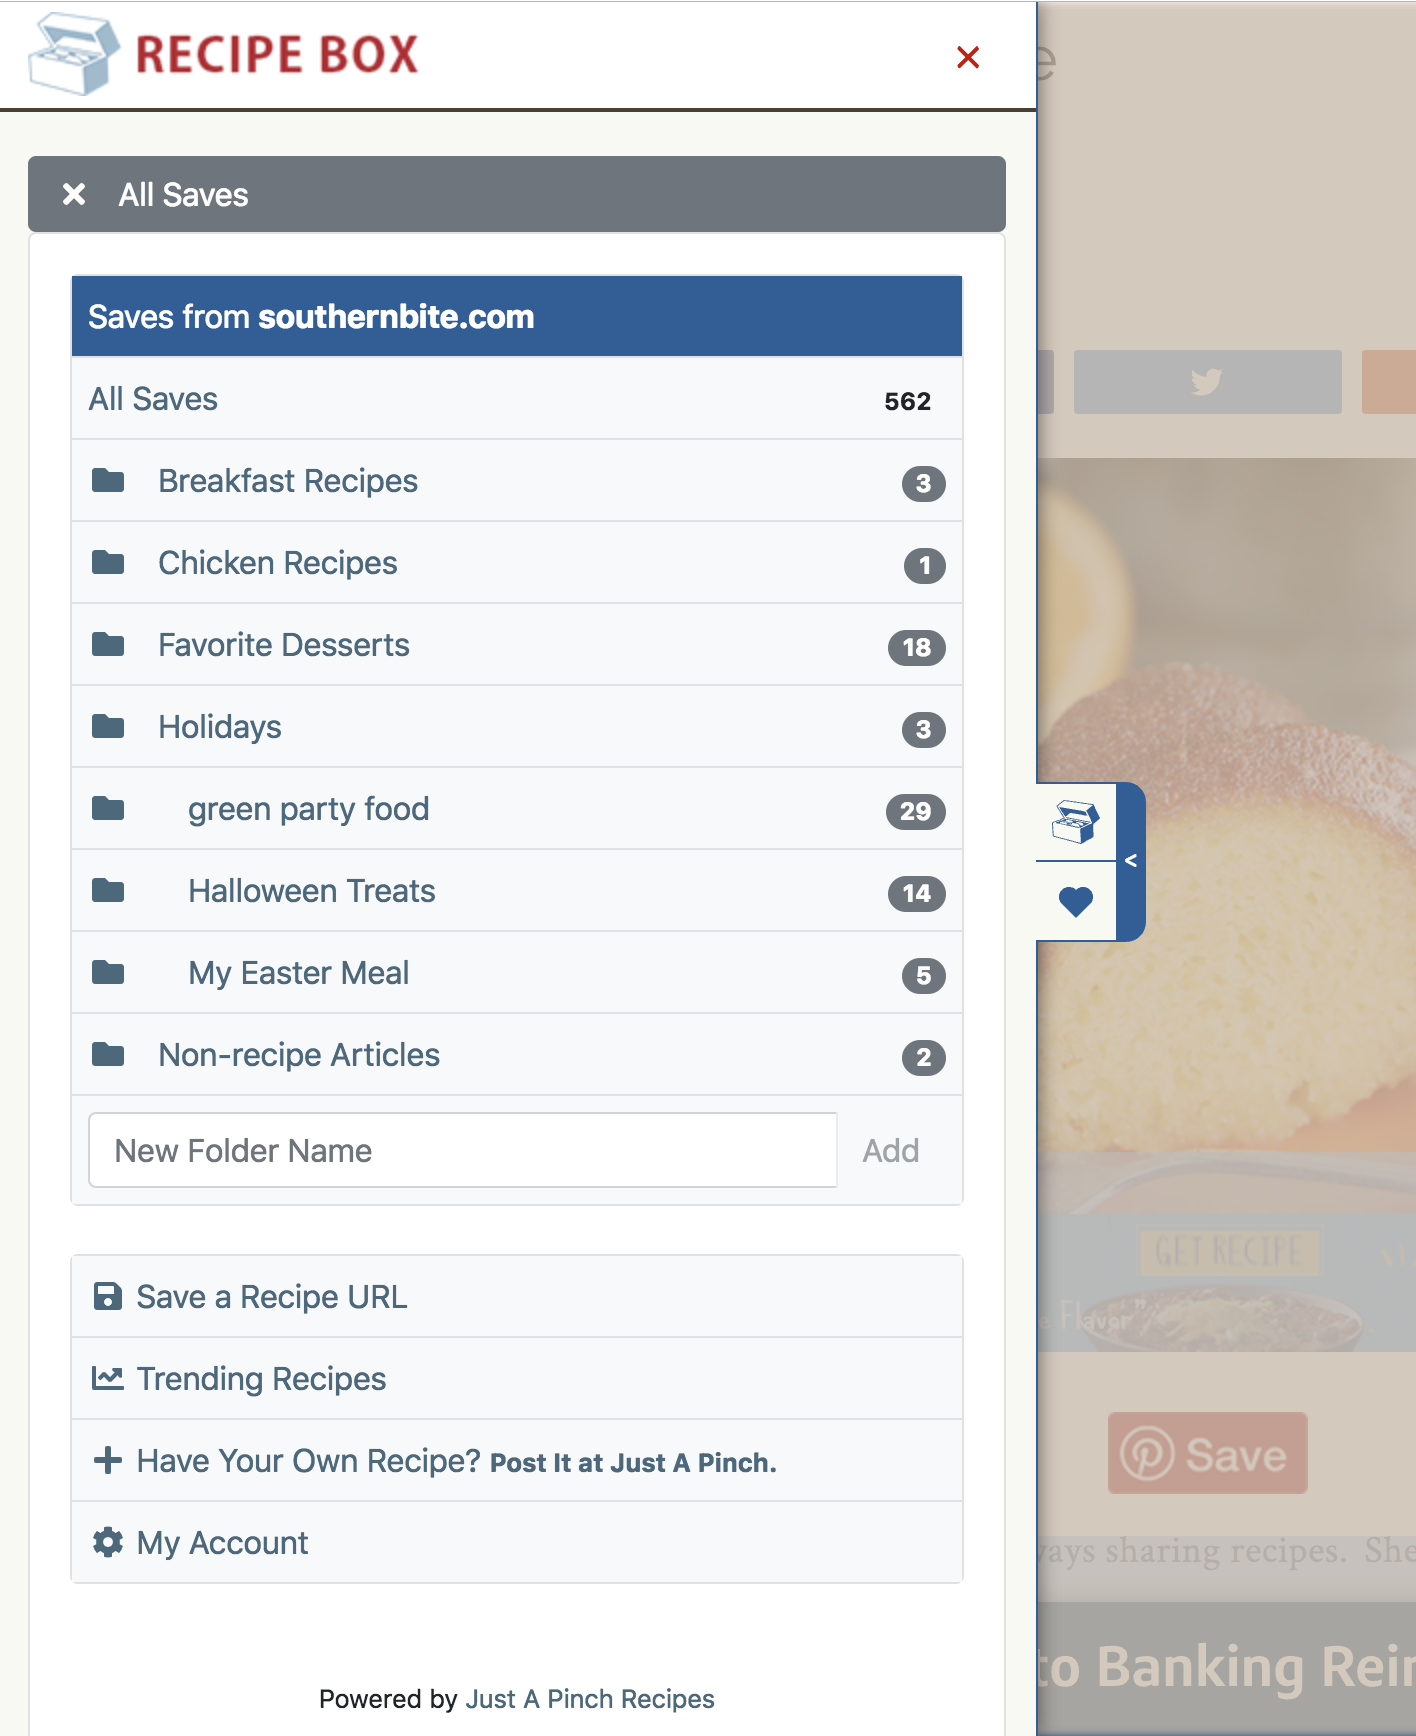 RECIPE BOX
All Saves
Saves from southernbite.com
All Saves 562
Breakfast Recipes 3
Chicken Recipes 1
Favorite Desserts 18
Holidays 3
green party food 29
Halloween Treats 14
My Easter Meal 5
Non-recipe Articles 2
New Folder Name Add
Save a Recipe URL
Trending Recipes
Have Your Own Recipe? Post It at Just A Pinch.
My Account
Powered by Just A Pinch Recipes
e
<
GET RECIPE
e Flavor"
Save
ways sharing recipes. She
to Banking Rei